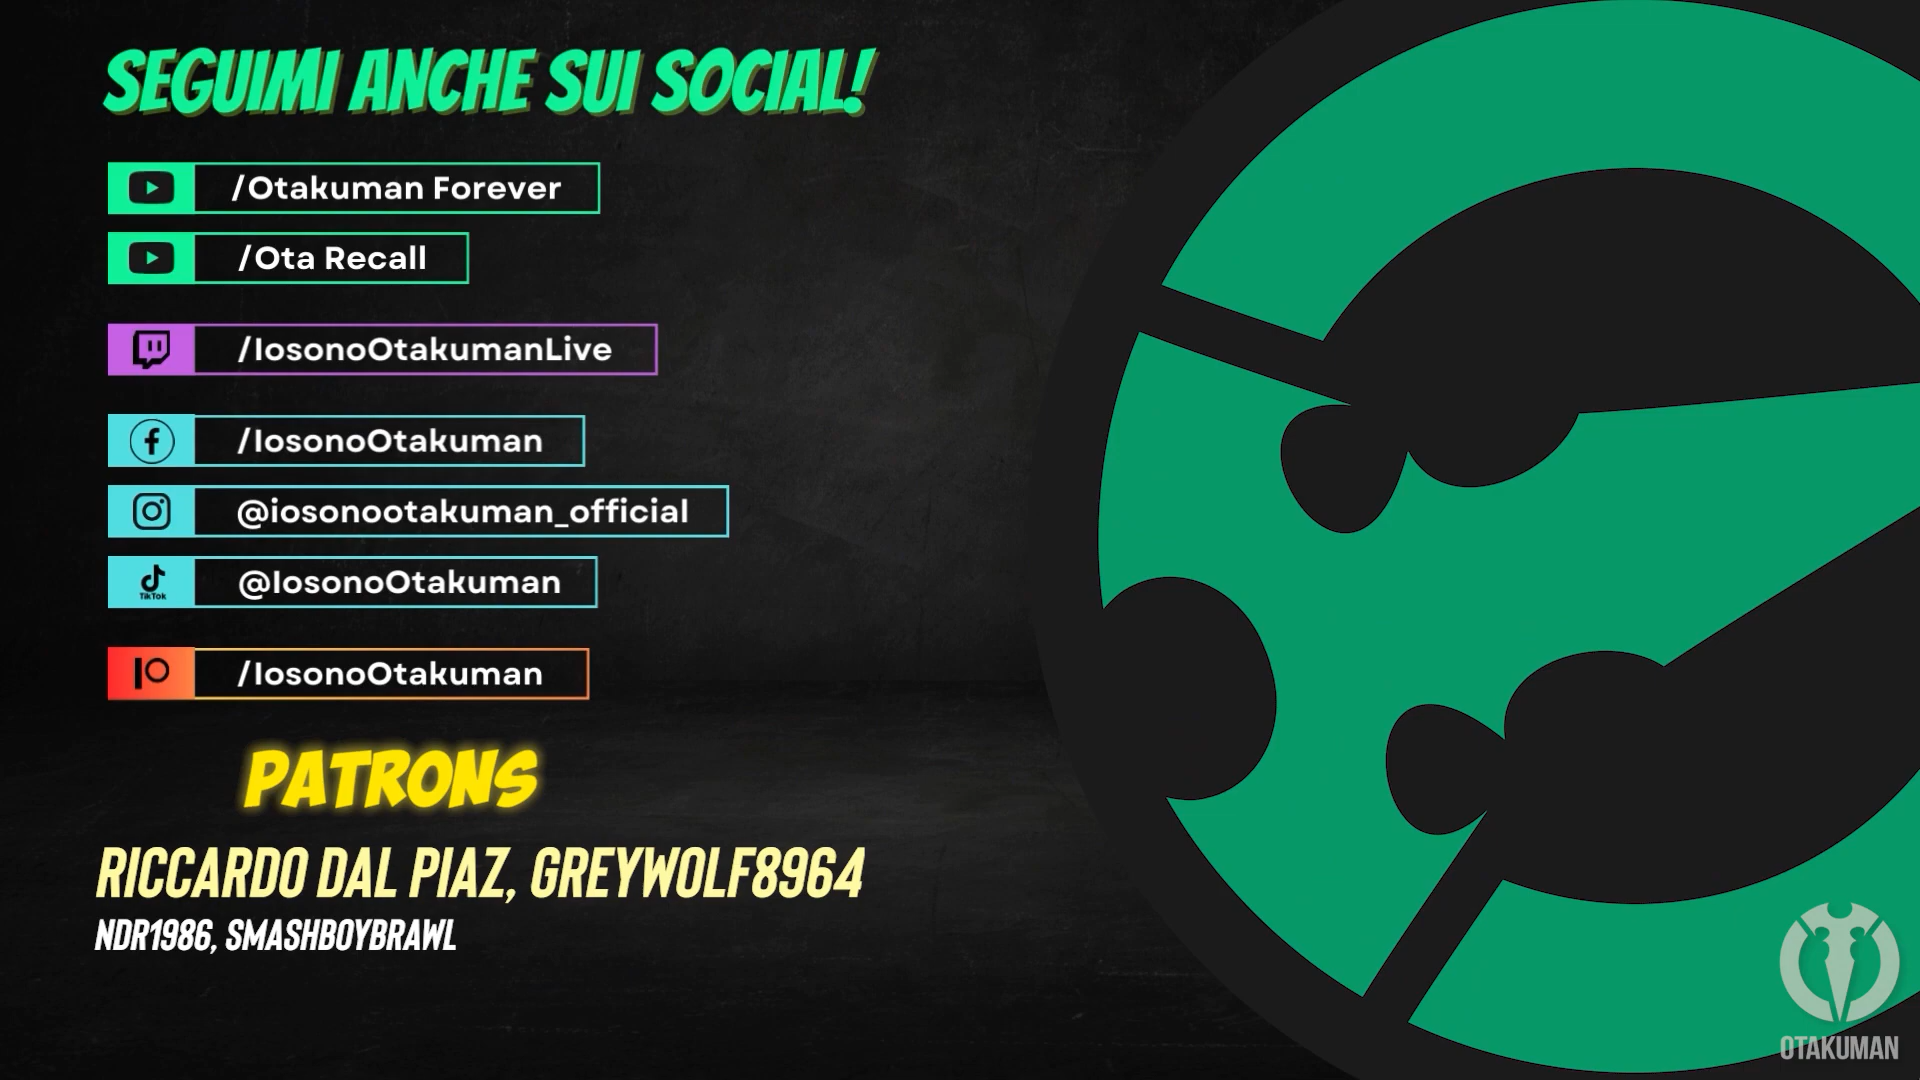 SEGUIMI ANCHE SUI SOCIAL!
/Otakuman Forever
/Ota Recall
/IosonoOtakumanLive
/IosonoOtakuman
@iosonootakuman_official
TikTok
@IosonoOtakuman
/IosonoOtakuman
PATRONS
RICCARDO DAL PIAZ, GREYWOLF8964
NDR1986, SMASHBOYBRAWL
OTAKUMAN